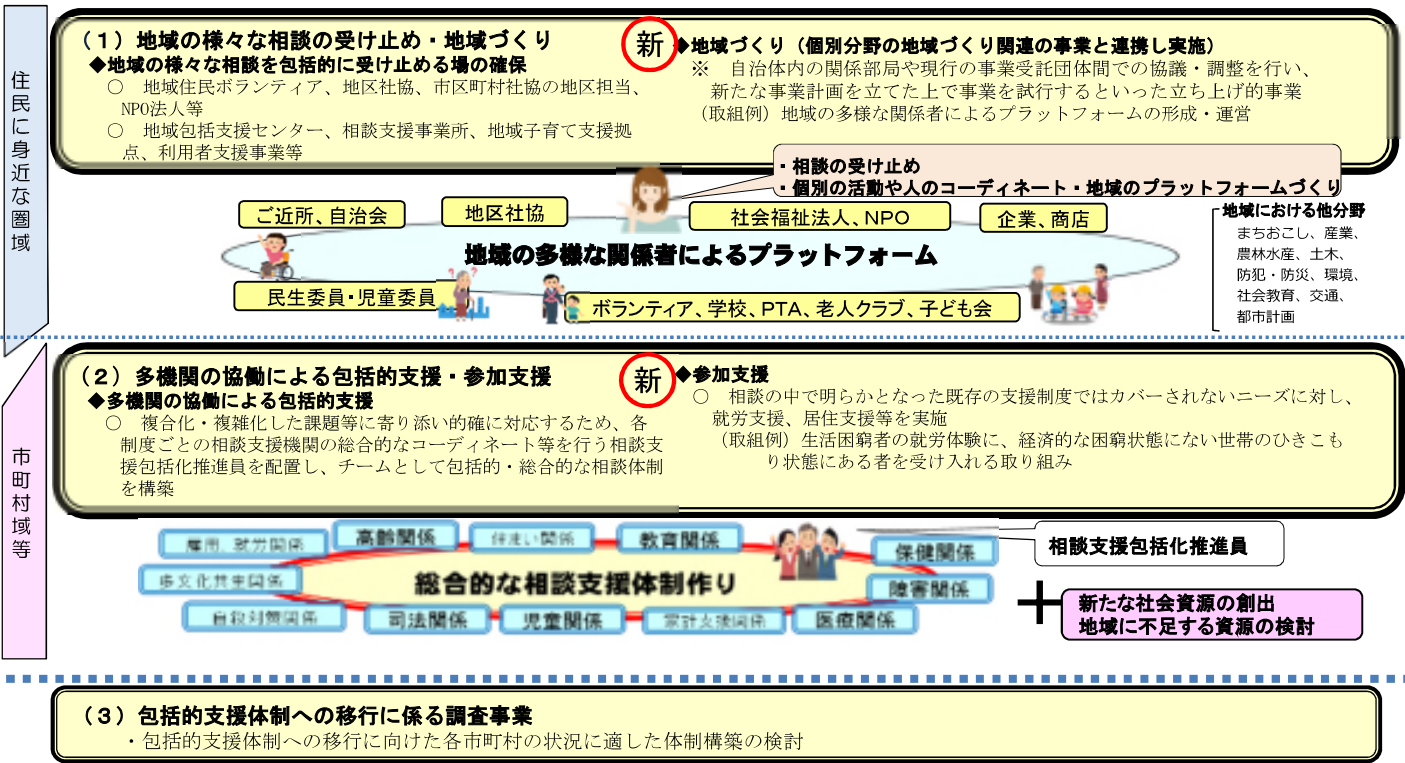 住民に身近な圏域
（１）地域の様々な相談の受け止め・地域づくり
◆地域の様々な相談を包括的に受け止める場の確保
○　地域住民ボランティア、地区社協、市区町村社協の地区担当、
NPO法人等
○　地域包括支援センター、相談支援事業所、地域子育て支援拠
点、利用者支援事業等
新
◆地域づくり（個別分野の地域づくり関連の事業と連携し実施）
※　自治体内の関係部局や現行の事業受託団体間での協議・調整を行い、
新たな事業計画を立てた上で事業を試行するといった立ち上げ的事業
（取組例）地域の多様な関係者によるプラットフォームの形成・運営
・相談の受け止め
・個別の活動や人のコーディネート・地域のプラットフォームづくり
ご近所、自治会
地区社協
社会福祉法人、NPO
企業、商店
地域の多様な関係者によるプラットフォーム
民生委員・児童委員
ボランティア、学校、PTA、老人クラブ、子ども会
地域における他分野
まちおこし、産業、
農林水産、土木、
防犯・防災、環境、
社会教育、交通、
都市計画
市町村域等
（２）多機関の協働による包括的支援・参加支援
◆多機関の協働による包括的支援
○　複合化・複雑化した課題等に寄り添い的確に対応するため、各
制度ごとの相談支援機関の総合的なコーディネート等を行う相談支
援包括化推進員を配置し、チームとして包括的・総合的な相談体制
を構築
新
◆参加支援
○　相談の中で明らかとなった既存の支援制度ではカバーされないニーズに対し、
就労支援、居住支援等を実施
（取組例）生活困窮者の就労体験に、経済的な困窮状態にない世帯のひきこも
り状態にある者を受け入れる取り組み
雇用、就労関係
高齢関係
住まい関係
教育関係
保健関係
多文化共生関係
総合的な相談支援体制作り
障害関係
自殺対策関係
司法関係
児童関係
家計支援関係
医療関係
相談支援包括化推進員
＋
新たな社会資源の創出
地域に不足する資源の検討
（３）包括的支援体制への移行に係る調査事業
・包括的支援体制への移行に向けた各市町村の状況に適した体制構築の検討